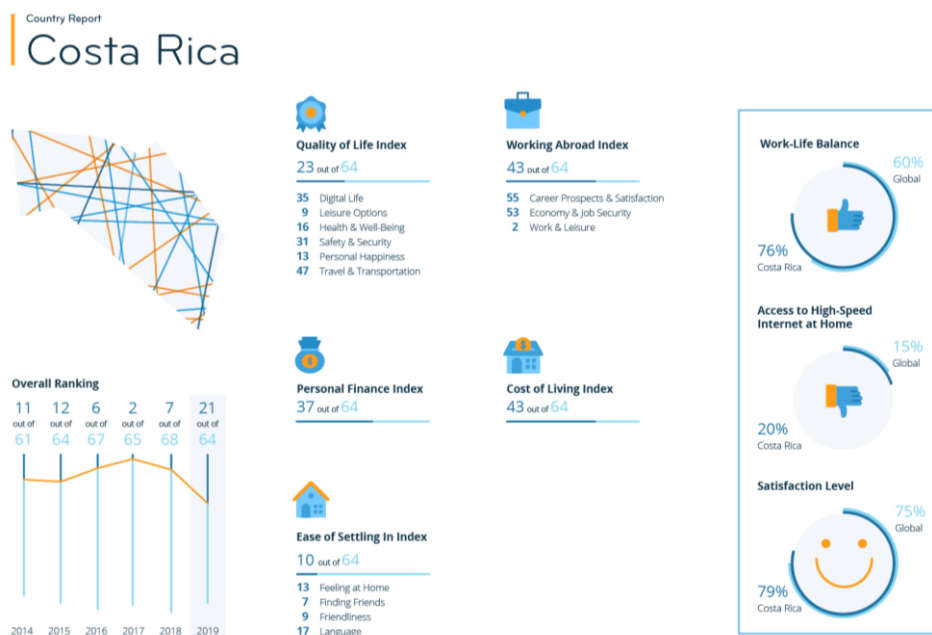 Country Report
Costa Rica
Quality of Life Index
23 out of 64
35 Digital Life
9 Leisure Options
16 Health & Well-Being
31 Safety & Security
13 Personal Happiness
47 Travel & Transportation
Working Abroad Index
43 out of 64
55 Career Prospects & Satisfaction
53 Economy & Job Security
2 Work & Leisure
Personal Finance Index
37 out of 64
Cost of Living Index
43 out of 64
Overall Ranking
11 12 6 2 7 21
out of out of out of out of out of out of
61 64 67 65 68 64
2014 2015 2016 2017 2018 2019
Ease of Settling In Index
10 out of 64
13 Feeling at Home
7 Finding Friends
9 Friendliness
17 Language
Work-Life Balance
60%
Global
76%
Costa Rica
Access to High-Speed
Internet at Home
15%
Global
20%
Costa Rica
Satisfaction Level
75%
Global
79%
Costa Rica